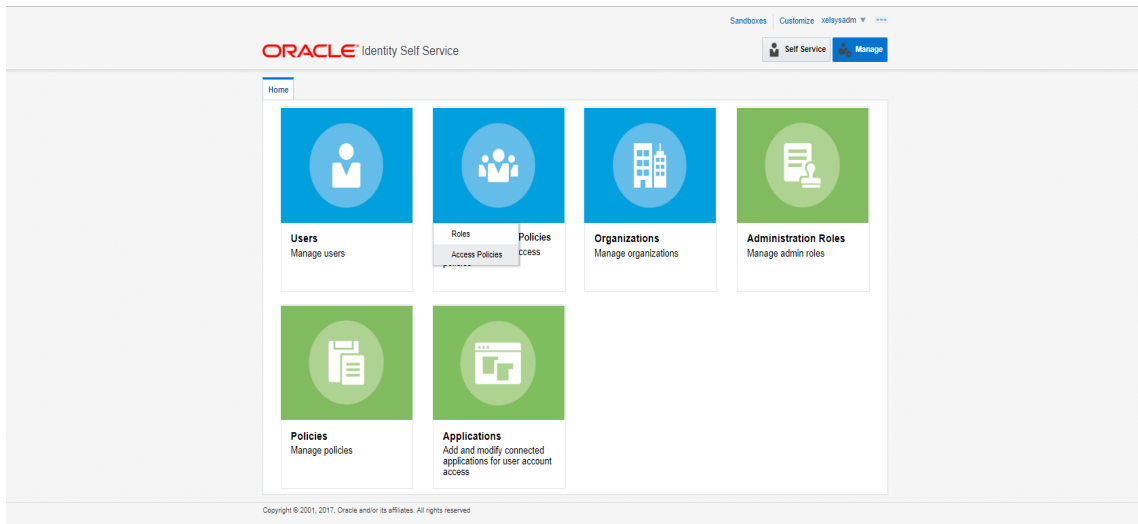 Sandboxes Customize xelsysadm
ORACLE Identity Self Service
Self Service Manage
Home
Users
Manage users
Roles
Access Policies
Policies
ccess
policies
Organizations
Manage organizations
Administration Roles
Manage admin roles
Policies
Manage policies
Applications
Add and modify connected
applications for user account
access
Copyright © 2001, 2017, Oracle and/or its affiliates. All rights reserved